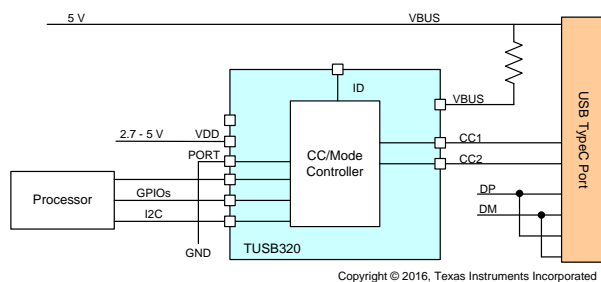 5 V
VBUS
ID
VBUS
2.7 - 5 V
VDD
PORT
CC1
CC/Mode
Controller
CC2
Processor
GPIOs
I2C
DP
DM
GND
TUSB320
USB TypeC Port
Copyright © 2016, Texas Instruments Incorporated